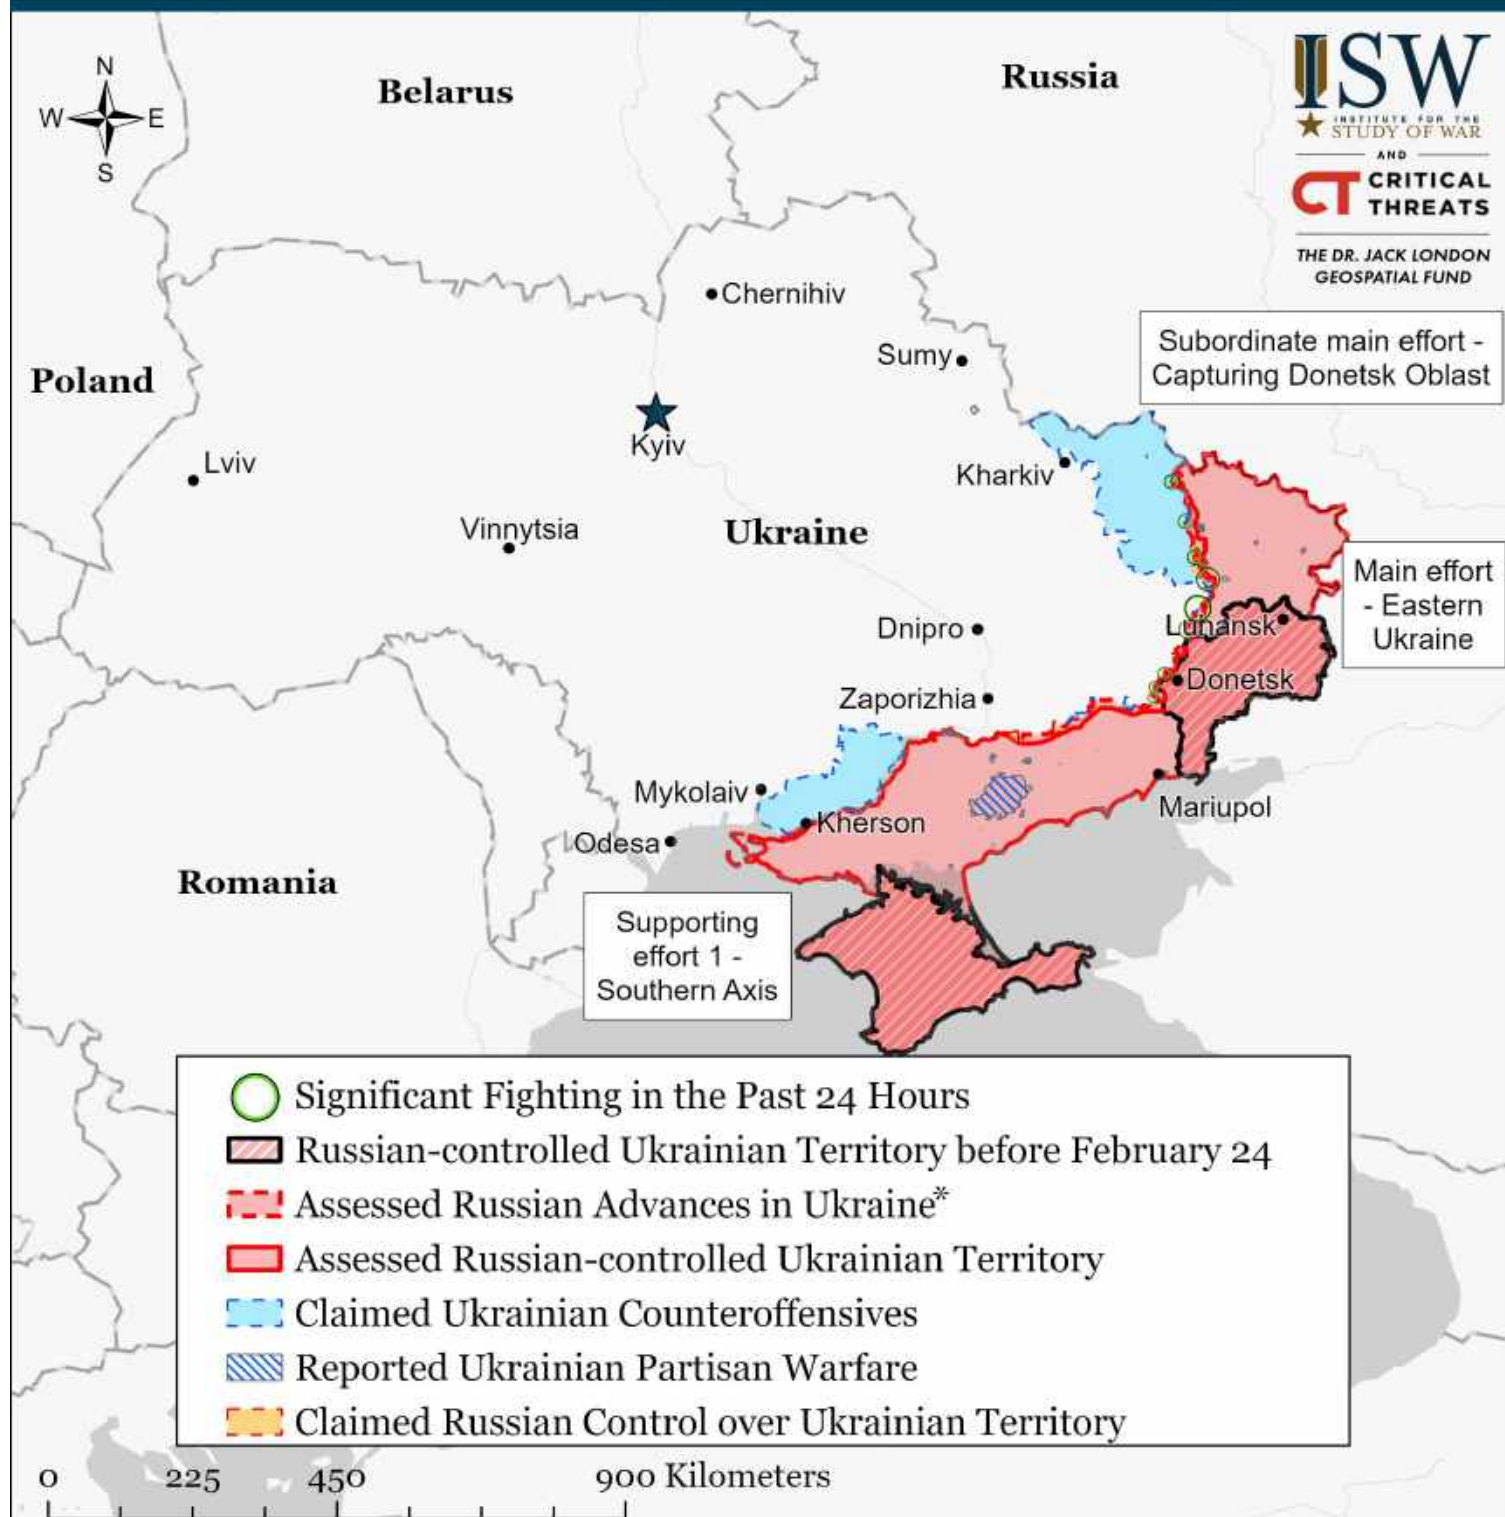 N
W E
S
Belarus
Russia
ISW
INSTITUTE FOR THE
STUDY OF WAR
AND
CT CRITICAL
THREATS
THE DR. JACK LONDON
GEOSPATIAL FUND
Chernihiv
Sumy
Subordinate main effort -
Capturing Donetsk Oblast
Poland
Kyiv
Lviv
Kharkiv
Vinnytsia
Ukraine
Main effort
- Eastern
Ukraine
Dnipro
Luhansk
Donetsk
Zaporizhia
Mykolaiv
Mariupol
Kherson
Odesa
Romania
Supporting
effort 1 -
Southern Axis
Significant Fighting in the Past 24 Hours
Russian-controlled Ukrainian Territory before February 24
Assessed Russian Advances in Ukraine*
Assessed Russian-controlled Ukrainian Territory
Claimed Ukrainian Counteroffensives
Reported Ukrainian Partisan Warfare
Claimed Russian Control over Ukrainian Territory
0 225 450 900 Kilometers